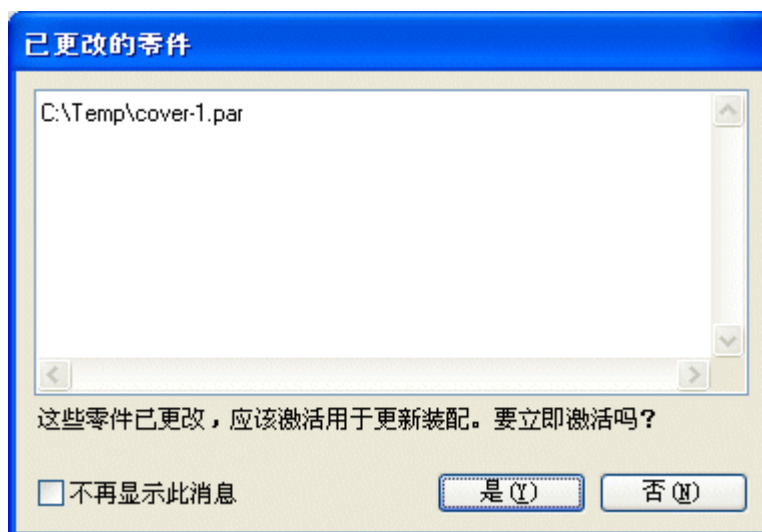 已更改的零件
C:\Temp\cover-1.par
这些零件已更改，应该激活用于更新装配。要立即激活吗？
不再显示此消息
是(Y)
否(N)